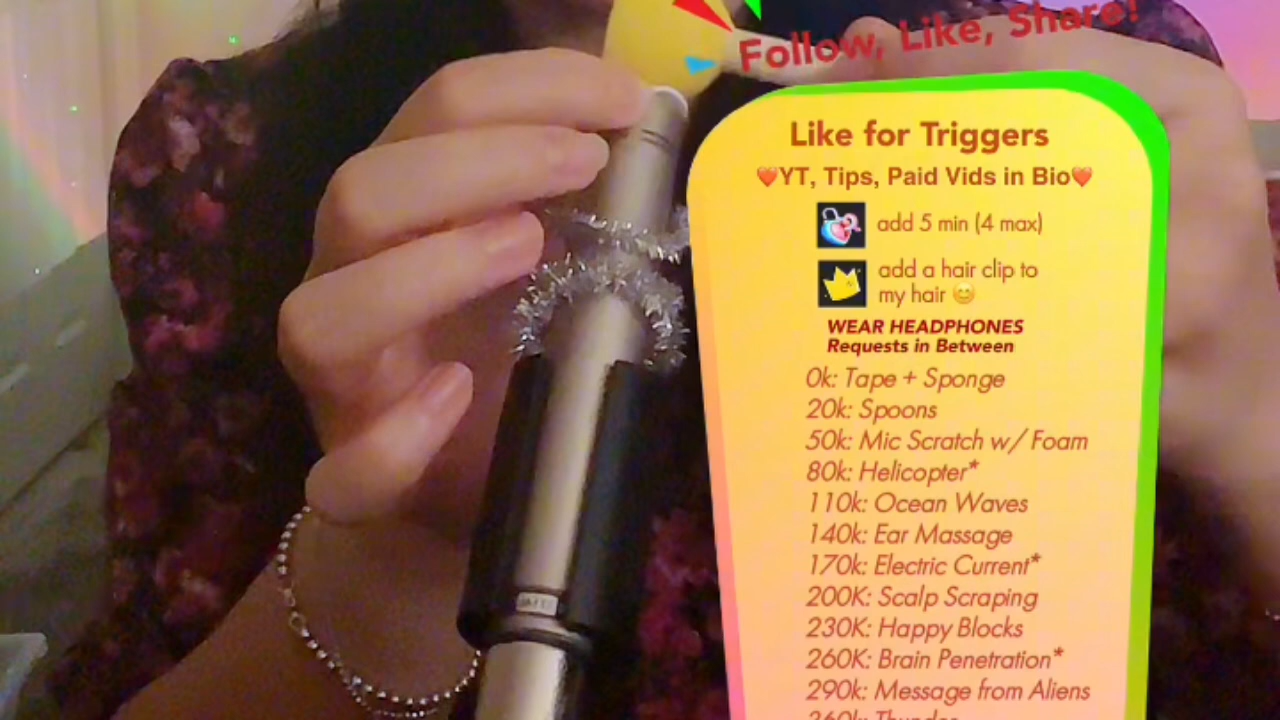 Follow, Like, Share!
Like for Triggers
❤️YT, Tips, Paid Vids in Bio❤️
add 5 min (4 max)
add a hair clip to
my hair 😊
WEAR HEADPHONES
Requests in Between
0k: Tape + Sponge
20k: Spoons
50k: Mic Scratch w/ Foam
80k: Helicopter*
110k: Ocean Waves
140k: Ear Massage
170k: Electric Current*
200K: Scalp Scraping
230K: Happy Blocks
260K: Brain Penetration*
290k: Message from Aliens